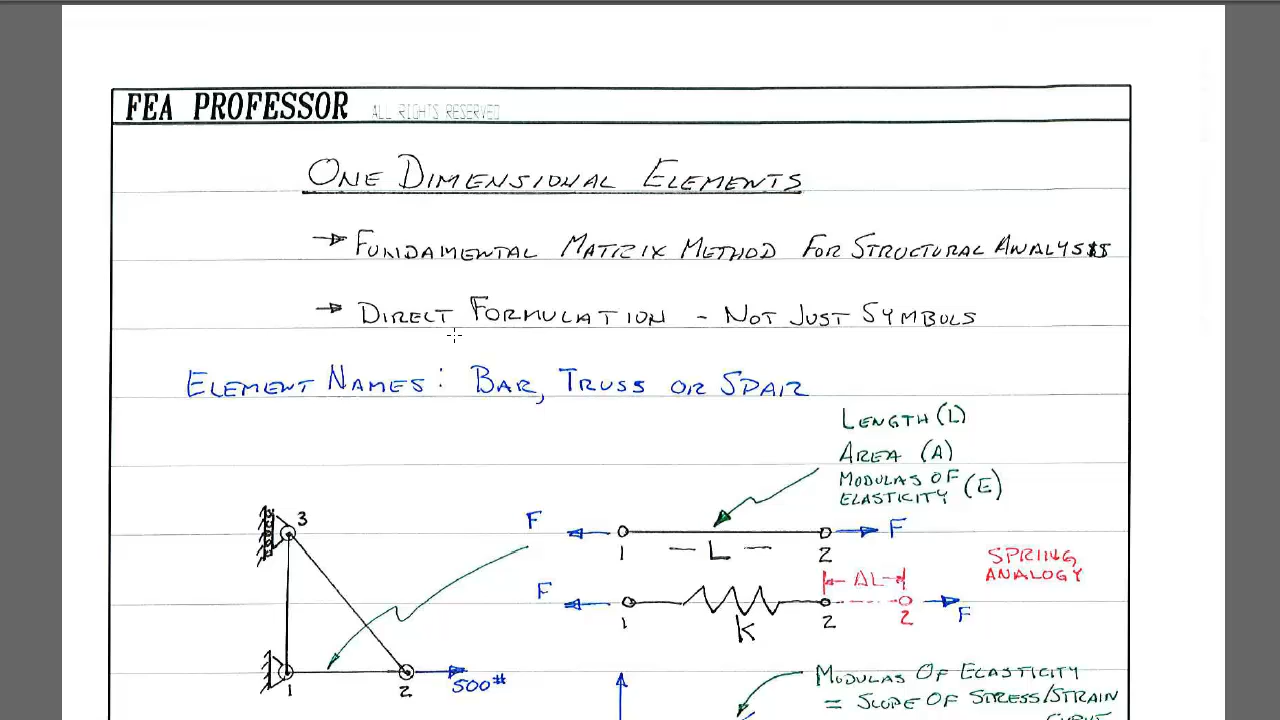 FEA PROFESSOR ALL RIGHTS RESERVED
ONE DIMENSIONAL ELEMENTS
→ FUNDAMENTAL MATRIX METHOD FOR STRUCTURAL ANALYSIS
→ DIRECT FORMULATION - NOT JUST SYMBOLS
ELEMENT NAMES: BAR, TRUSS OR SPAR
LENGTH (L)
AREA (A)
MODULAS OF
ELASTICITY (E)
3
F
F
1
L
2
SPRING
ANALOGY
ΔL
F
1
K
2
2
F
1
2
500#
MODULAS OF ELASTICITY
= SLOPE OF STRESS/STRAIN